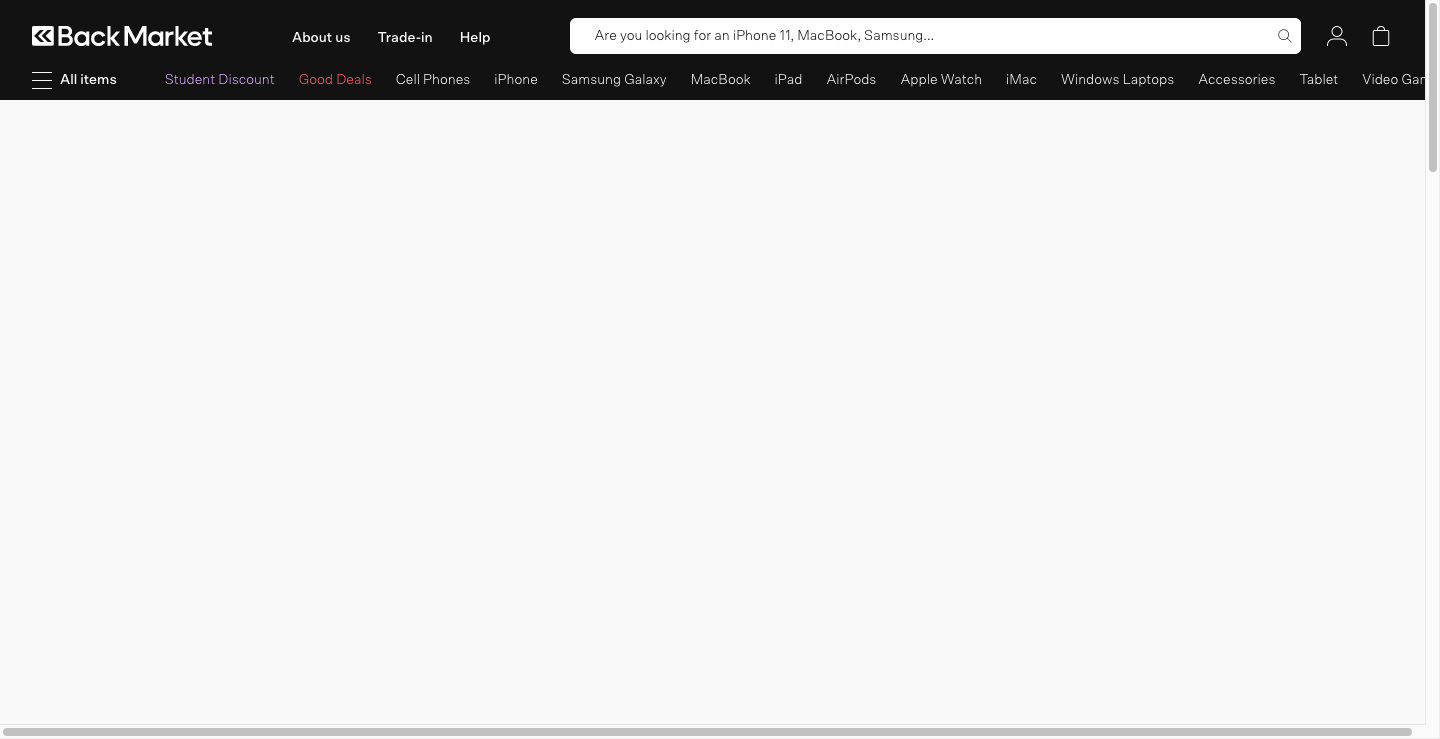 Back Market
About us Trade-in Help
Are you looking for an iPhone 11, MacBook, Samsung...
All items Student Discount Good Deals Cell Phones iPhone Samsung Galaxy MacBook iPad AirPods Apple Watch iMac Windows Laptops Accessories Tablet Video Gam